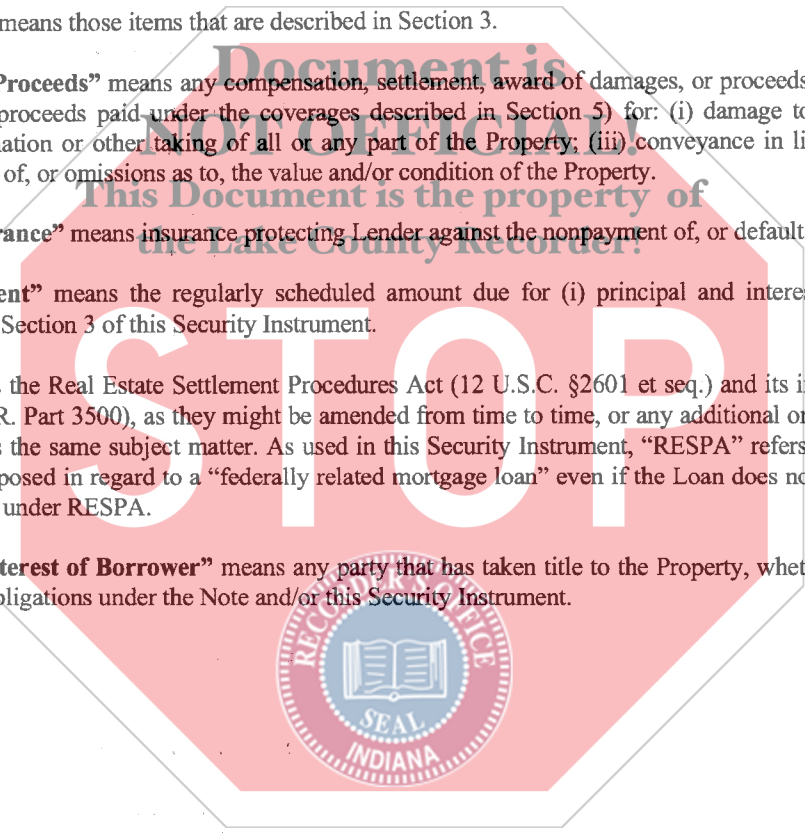 means those items that are described in Section 3.
Document is
Proceeds” means any compensation, settlement, award of damages, or proceeds
proceeds paid under the coverages described in Section 5) for: (i) damage to
NOT OFFICIAL!
nation or other taking of all or any part of the Property; (iii) conveyance in li
of, or omissions as to, the value and/or condition of the Property.
This Document is the property of
rance” means insurance protecting Lender against the nonpayment of, or default
the Lake County Recorder!
ent” means the regularly scheduled amount due for (i) principal and interes
Section 3 of this Security Instrument.
STOP
the Real Estate Settlement Procedures Act (12 U.S.C. §2601 et seq.) and its i
R. Part 3500), as they might be amended from time to time, or any additional or
s the same subject matter. As used in this Security Instrument, “RESPA” refers
posed in regard to a “federally related mortgage loan” even if the Loan does no
under RESPA.
terest of Borrower” means any party that has taken title to the Property, whet
bligations under the Note and/or this Security Instrument.
RECORDER'S OFFICE
SEAL
INDIANA